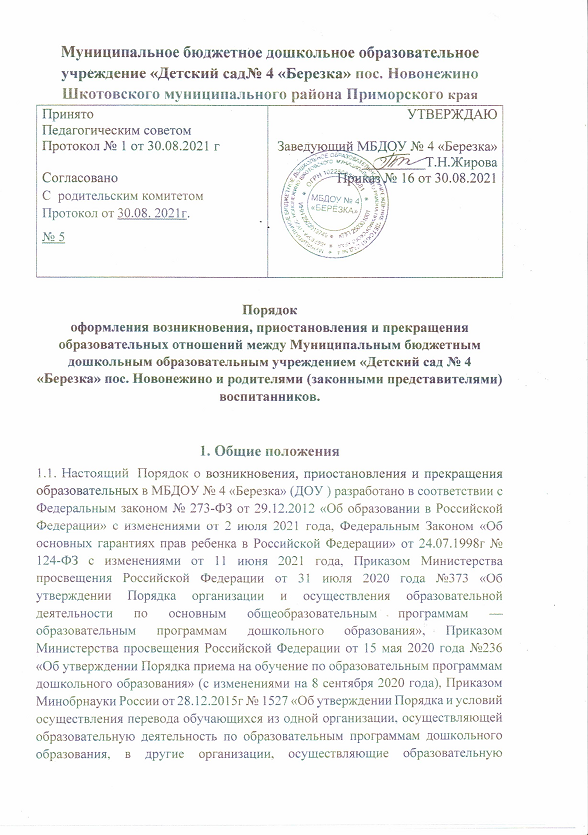 Муниципальное бюджетное дошкольное образовательное
учреждение «Детский сад№ 4 «Березка» пос. Новонежино
Шкотовского муниципального района Приморского края
Принято
Педагогическим советом
Протокол № 1 от 30.08.2021 г
Согласовано
С родительским комитетом
Протокол от 30.08. 2021г.
№ 5
УТВЕРЖДАЮ
Заведующий МБДОУ № 4 «Березка»
Т.Н.Жирова
Приказ № 16 от 30.08.2021
МБДОУ № 4
«БЕРЕЗКА»
Порядок
оформления возникновения, приостановления и прекращения
образовательных отношений между Муниципальным бюджетным
дошкольным образовательным учреждением «Детский сад № 4
«Березка» пос. Новонежино и родителями (законными представителями)
воспитанников.
1. Общие положения
1.1. Настоящий Порядок о возникновения, приостановления и прекращения
образовательных в МБДОУ № 4 «Березка» (ДОУ ) разработано в соответствии с
Федеральным законом № 273-ФЗ от 29.12.2012 «Об образовании в Российской
Федерации» с изменениями от 2 июля 2021 года, Федеральным Законом «Об
основных гарантиях прав ребенка в Российской Федерации» от 24.07.1998г №
124-ФЗ с изменениями от 11 июня 2021 года, Приказом Министерства
просвещения Российской Федерации от 31 июля 2020 года №373 «Об
утверждении Порядка организации и осуществления образовательной
деятельности по основным общеобразовательным программам —
образовательным программам дошкольного образования», Приказом
Министерства просвещения Российской Федерации от 15 мая 2020 года №236
«Об утверждении Порядка приема на обучение по образовательным программам
дошкольного образования» (с изменениями на 8 сентября 2020 года), Приказом
Минобрнауки России от 28.12.2015г № 1527 «Об утверждении Порядка и условий
осуществления перевода обучающихся из одной организации, осуществляющей
образовательную деятельность по образовательным программам дошкольного
образования, в другие организации, осуществляющие образовательную